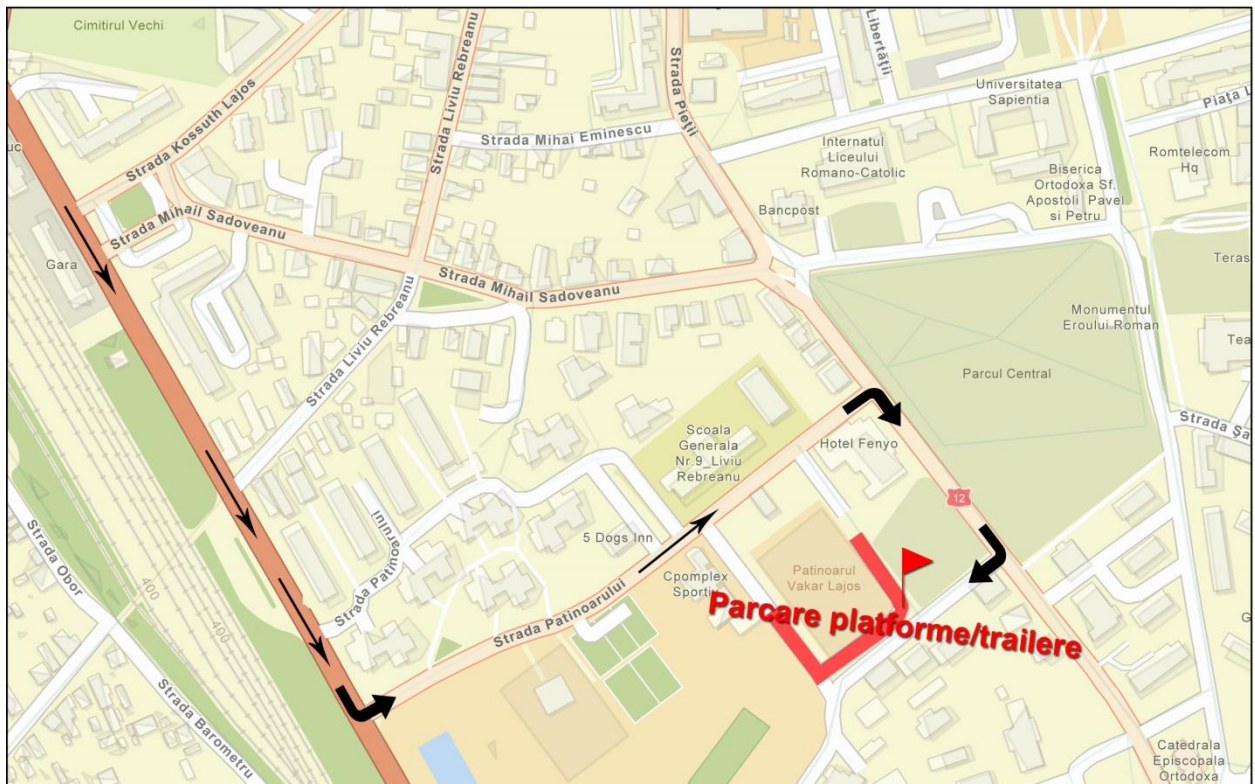 Cimitirul Vechi
Strada Kossuth Lajos
Strada Liviu Rebreanu
Strada Pieții
Libertății
Universitatea
Sapientia
Piața L
uc
Strada Mihai Eminescu
Internatul
Liceului
Romano-Catolic
Romtelecom
Hq
Biserica
Ortodoxa Sf.
Apostoli Pavel
si Petru
Bancpost
Strada Mihail Sadoveanu
Gara
Teras
Strada Mihail Sadoveanu
Strada Liviu Rebreanu
Monumentul
Eroului Roman
Tea
Parcul Central
Strada Sa
Scoala
Generala
Nr 9_Liviu
Rebreanu
Hotel Fenyo
12
Strada Patinoarului
5 Dogs Inn
Strada Obor
400
400
Cpomplex
Sportiv
Patinoarul
Vakar Lajos
Parcare platforme/trailere
Strada Patinoarului
G
Strada Barometru
Catedrala
Episcopala
Ortodoxa